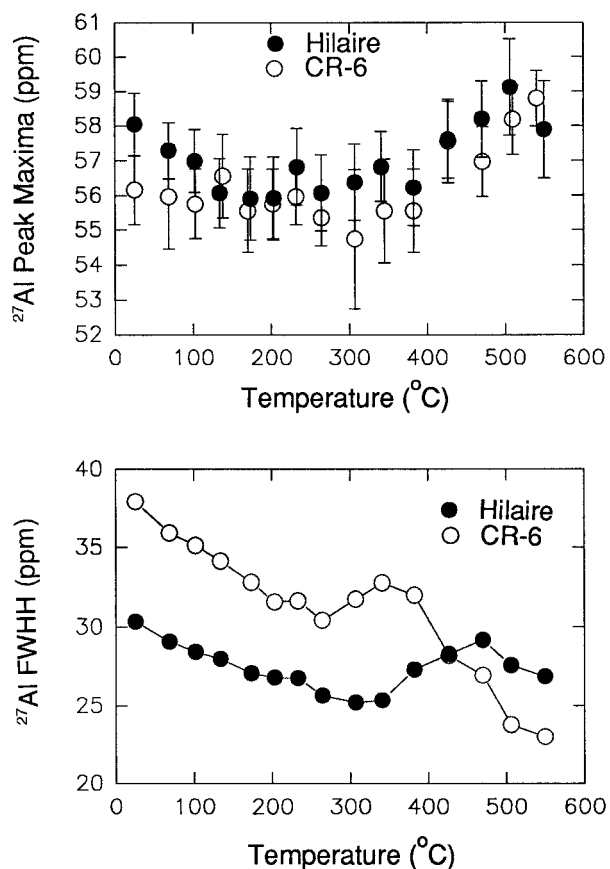 61
60
59
58
57
56
55
54
53
52
27Al Peak Maxima (ppm)
Hilaire
CR-6
0 100 200 300 400 500 600
Temperature (°C)
40
35
30
25
20
27Al FWHH (ppm)
Hilaire
CR-6
0 100 200 300 400 500 600
Temperature (°C)